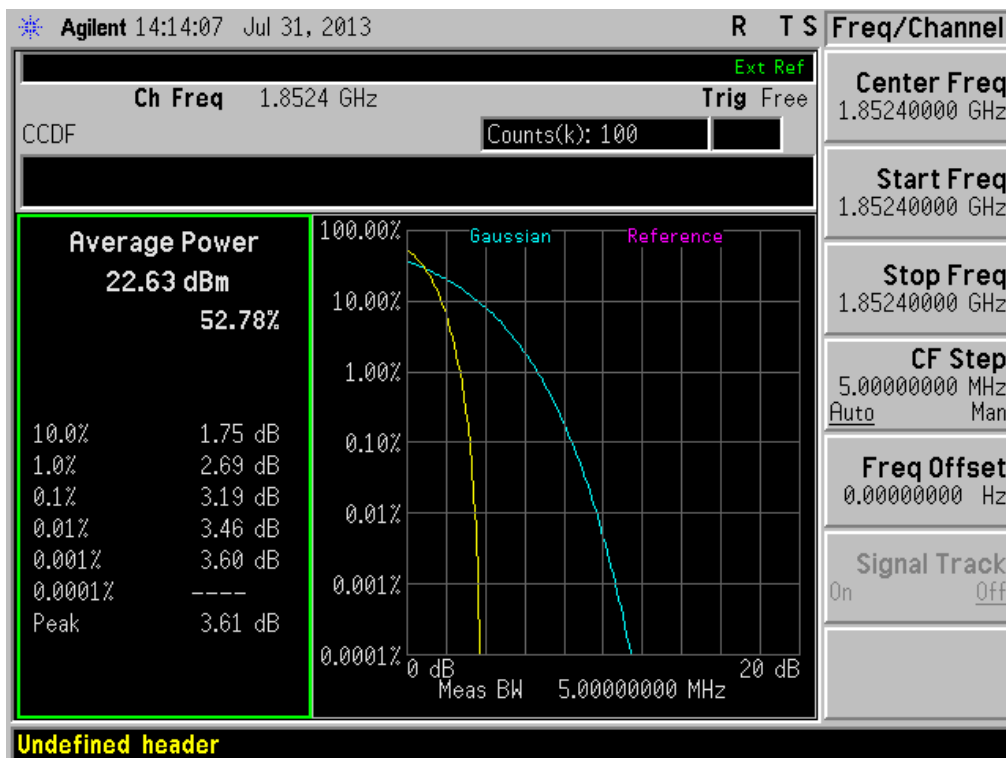 Agilent 14:14:07 Jul 31, 2013 R T S
Freq/Channel
Ext Ref
Ch Freq 1.8524 GHz Trig Free
CCDF Counts(k): 100
Average Power
22.63 dBm
52.78%
10.0% 1.75 dB
1.0% 2.69 dB
0.1% 3.19 dB
0.01% 3.46 dB
0.001% 3.60 dB
0.0001% ----
Peak 3.61 dB
Gaussian Reference
100.00%
10.00%
1.00%
0.10%
0.01%
0.001%
0.0001%
0 dB 20 dB
Meas BW 5.00000000 MHz
Center Freq
1.85240000 GHz
Start Freq
1.85240000 GHz
Stop Freq
1.85240000 GHz
CF Step
5.00000000 MHz
Auto Man
Freq Offset
0.00000000 Hz
Signal Track
On Off
Undefined header